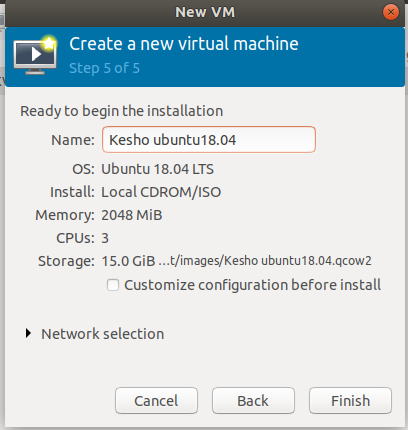 New VM
Create a new virtual machine
Step 5 of 5
Ready to begin the installation
Name: Kesho ubuntu18.04
OS: Ubuntu 18.04 LTS
Install: Local CDROM/ISO
Memory: 2048 MiB
CPUs: 3
Storage: 15.0 GiB …t/images/Kesho ubuntu18.04.qcow2
Customize configuration before install
Network selection
Cancel Back Finish